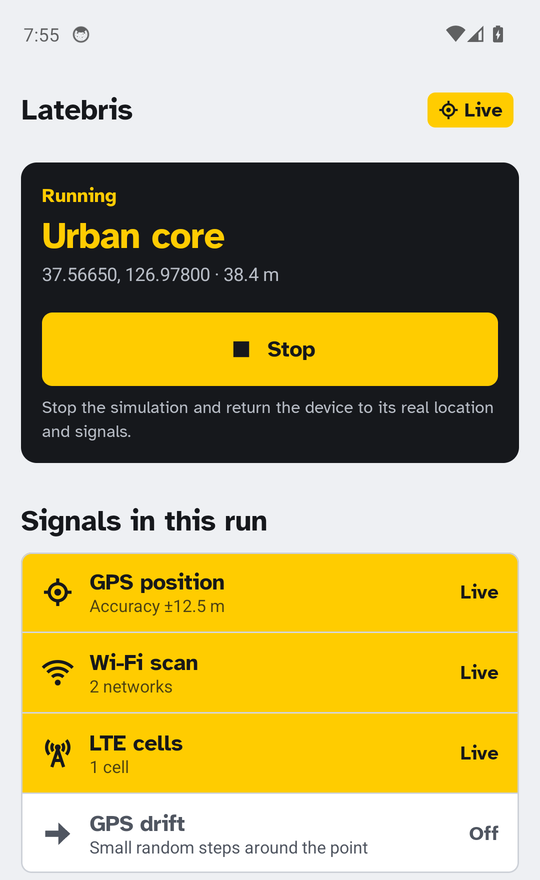 7:55
Latebris
Live
Running
Urban core
37.56650, 126.97800 · 38.4 m
Stop
Stop the simulation and return the device to its real location
and signals.
Signals in this run
GPS position
Accuracy ±12.5 m
Live
Wi-Fi scan
2 networks
Live
LTE cells
1 cell
Live
GPS drift
Small random steps around the point
Off